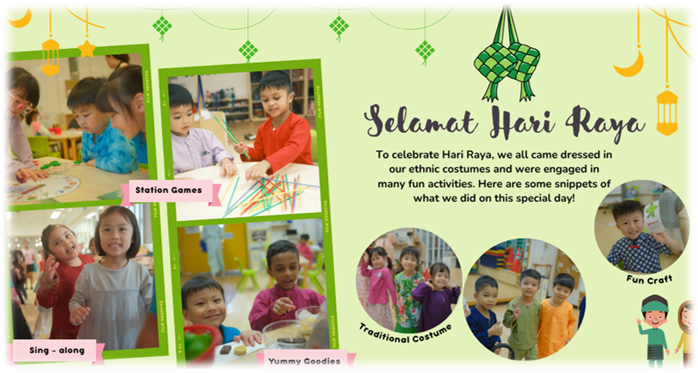 Selamat Hari Raya
To celebrate Hari Raya, we all came dressed in
our ethnic costumes and were engaged in
many fun activities. Here are some snippets of
what we did on this special day!
Station Games
Sing - along
Yummy Goodies
Traditional Costume
Fun Craft